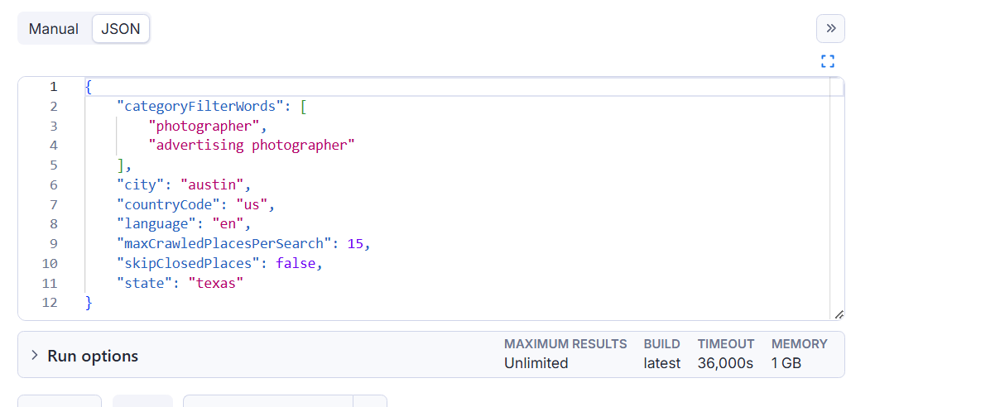 Manual JSON
1 {
2 "categoryFilterWords": [
3 "photographer",
4 "advertising photographer"
5 ],
6 "city": "austin",
7 "countryCode": "us",
8 "language": "en",
9 "maxCrawledPlacesPerSearch": 15,
10 "skipClosedPlaces": false,
11 "state": "texas"
12 }
Run options
MAXIMUM RESULTS BUILD TIMEOUT MEMORY
Unlimited latest 36,000s 1 GB